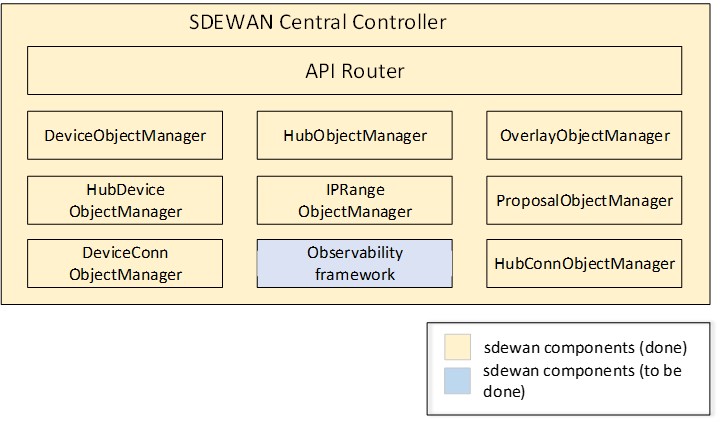 SDEWAN Central Controller
API Router
DeviceObjectManager
HubObjectManager
OverlayObjectManager
HubDevice
ObjectManager
IPRange
ObjectManager
ProposalObjectManager
DeviceConn
ObjectManager
Observability
framework
HubConnObjectManager
sdewan components (done)
sdewan components (to be
done)